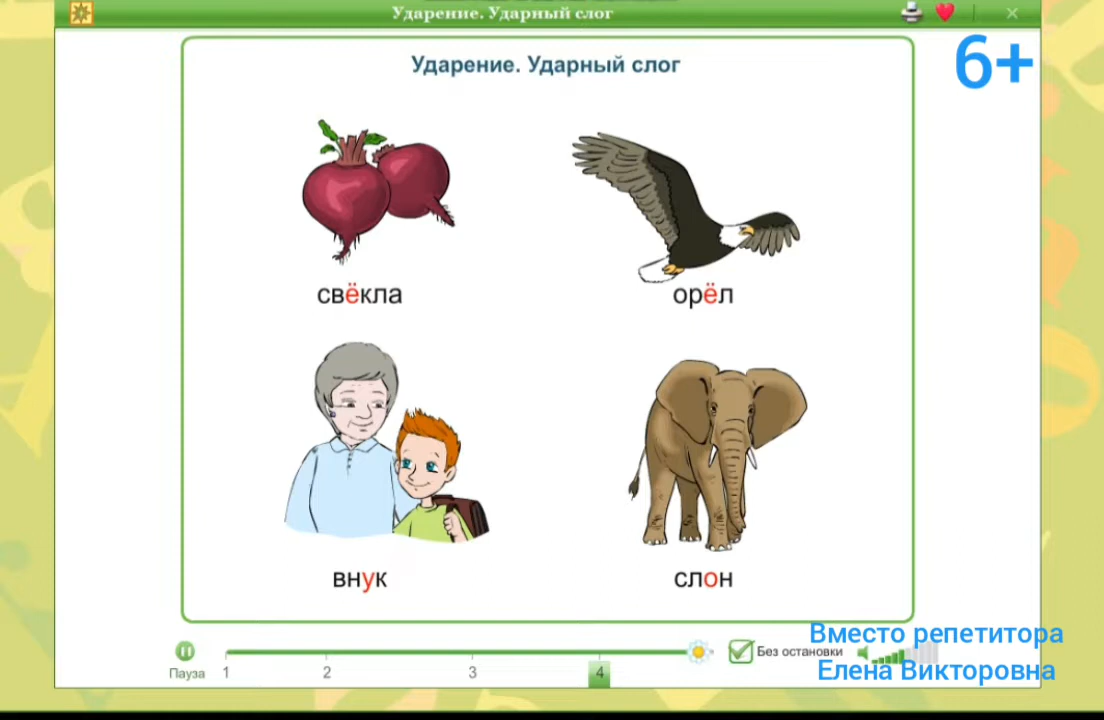 Ударение. Ударный слог
6+
Ударение. Ударный слог
свёкла
орёл
внук
слон
Вместо репетитора
Без остановки
Елена Викторовна
Пауза 1 2 3 4